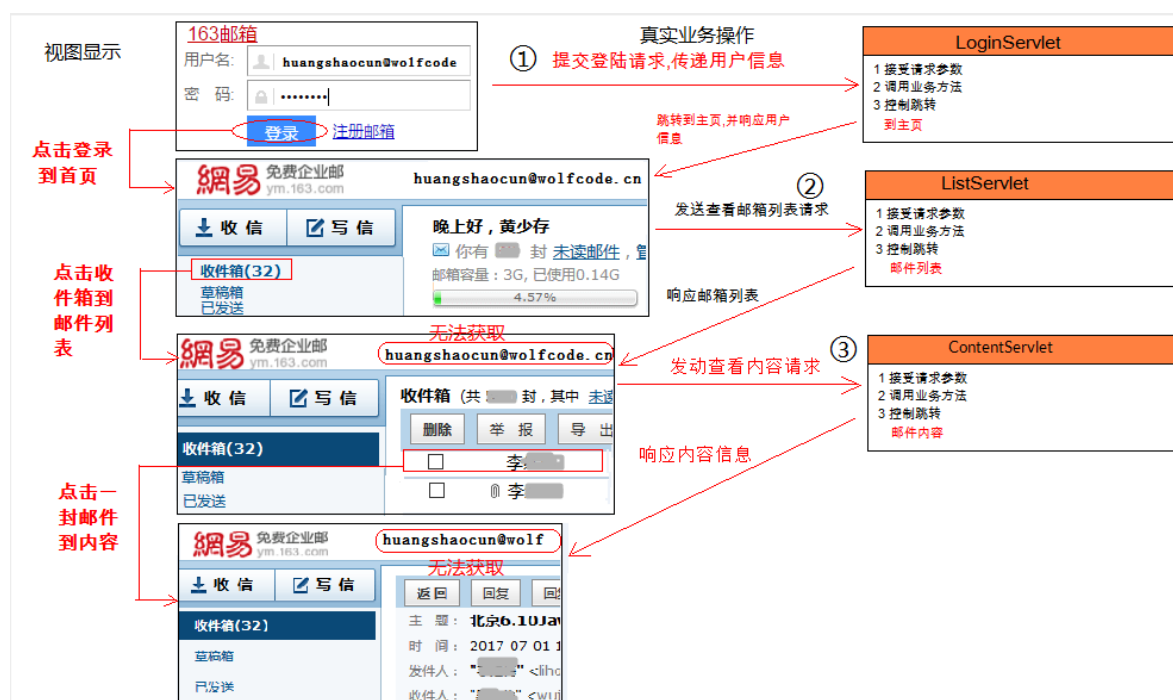 视图显示
163邮箱
用户名: huangshaocun@wolfcode
密 码: ••••••••
登录 注册邮箱
点击登录
到首页
真实业务操作
① 提交登陆请求,传递用户信息
LoginServlet
1 接受请求参数
2 调用业务方法
3 控制跳转
到主页
跳转到主页,并响应用户
信息
網易 免费企业邮
ym.163.com
huangshaocun@wolfcode.cn
收信 写信
收件箱(32)
草稿箱
已发送
晚上好，黄少存
你有 封 未读邮件，
邮箱容量：3G, 已使用0.14G
4.57%
②
发送查看邮箱列表请求
ListServlet
1 接受请求参数
2 调用业务方法
3 控制跳转
邮件列表
点击收
件箱到
邮件列
表
响应邮箱列表
无法获取
網易 免费企业邮
ym.163.com
huangshaocun@wolfcode.cn
收信 写信
收件箱(32)
草稿箱
已发送
收件箱 (共 封，其中 未读
删除 举 报 导 出
李
李
③
发动查看内容请求
ContentServlet
1 接受请求参数
2 调用业务方法
3 控制跳转
邮件内容
响应内容信息
点击一
封邮件
到内容
網易 免费企业邮
ym.163.com
huangshaocun@wolf
无法获取
收信 写信
收件箱(32)
草稿箱
已发送
返回 回复
主 题： 北京6.10Jav
时 间： 2017 07 01 1
发件人： " " <liho
收件人： " " <wuji